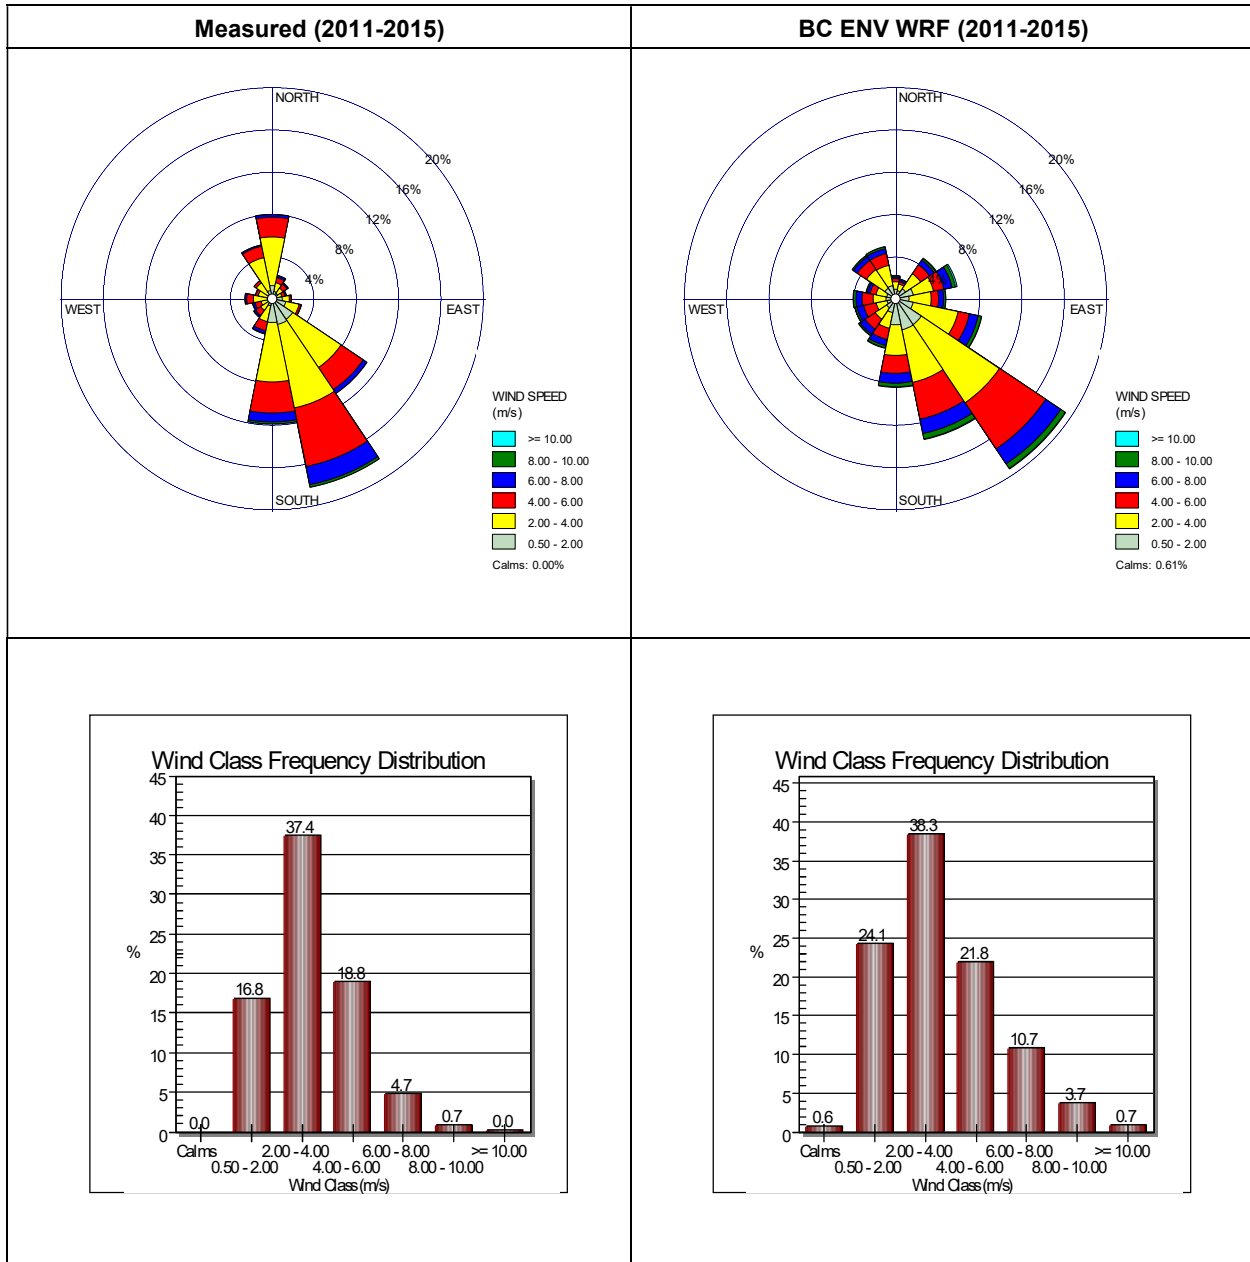 Measured (2011-2015)
BC ENV WRF (2011-2015)
NORTH
20%
16%
12%
8%
4%
WEST
EAST
SOUTH
WIND SPEED
(m/s)
>= 10.00
8.00 - 10.00
6.00 - 8.00
4.00 - 6.00
2.00 - 4.00
0.50 - 2.00
Calms: 0.00%
NORTH
20%
16%
12%
8%
4%
WEST
EAST
SOUTH
WIND SPEED
(m/s)
>= 10.00
8.00 - 10.00
6.00 - 8.00
4.00 - 6.00
2.00 - 4.00
0.50 - 2.00
Calms: 0.61%
Wind Class Frequency Distribution
45
40
35
30
25
20
15
10
5
0
%
0.0
16.8
37.4
18.8
4.7
0.7
0.0
Calms
0.50 - 2.00
2.00 - 4.00
4.00 - 6.00
6.00 - 8.00
8.00 - 10.00
>= 10.00
Wind Class (m/s)
Wind Class Frequency Distribution
45
40
35
30
25
20
15
10
5
0
%
0.6
24.1
38.3
21.8
10.7
3.7
0.7
Calms
0.50 - 2.00
2.00 - 4.00
4.00 - 6.00
6.00 - 8.00
8.00 - 10.00
>= 10.00
Wind Class (m/s)